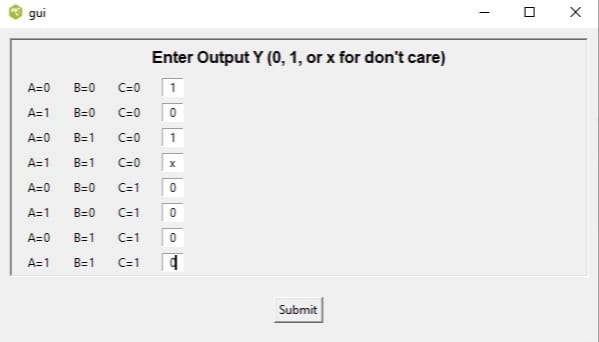 gui
Enter Output Y (0, 1, or x for don't care)
A=0 B=0 C=0 1
A=1 B=0 C=0 0
A=0 B=1 C=0 1
A=1 B=1 C=0 x
A=0 B=0 C=1 0
A=1 B=0 C=1 0
A=0 B=1 C=1 0
A=1 B=1 C=1 0
Submit